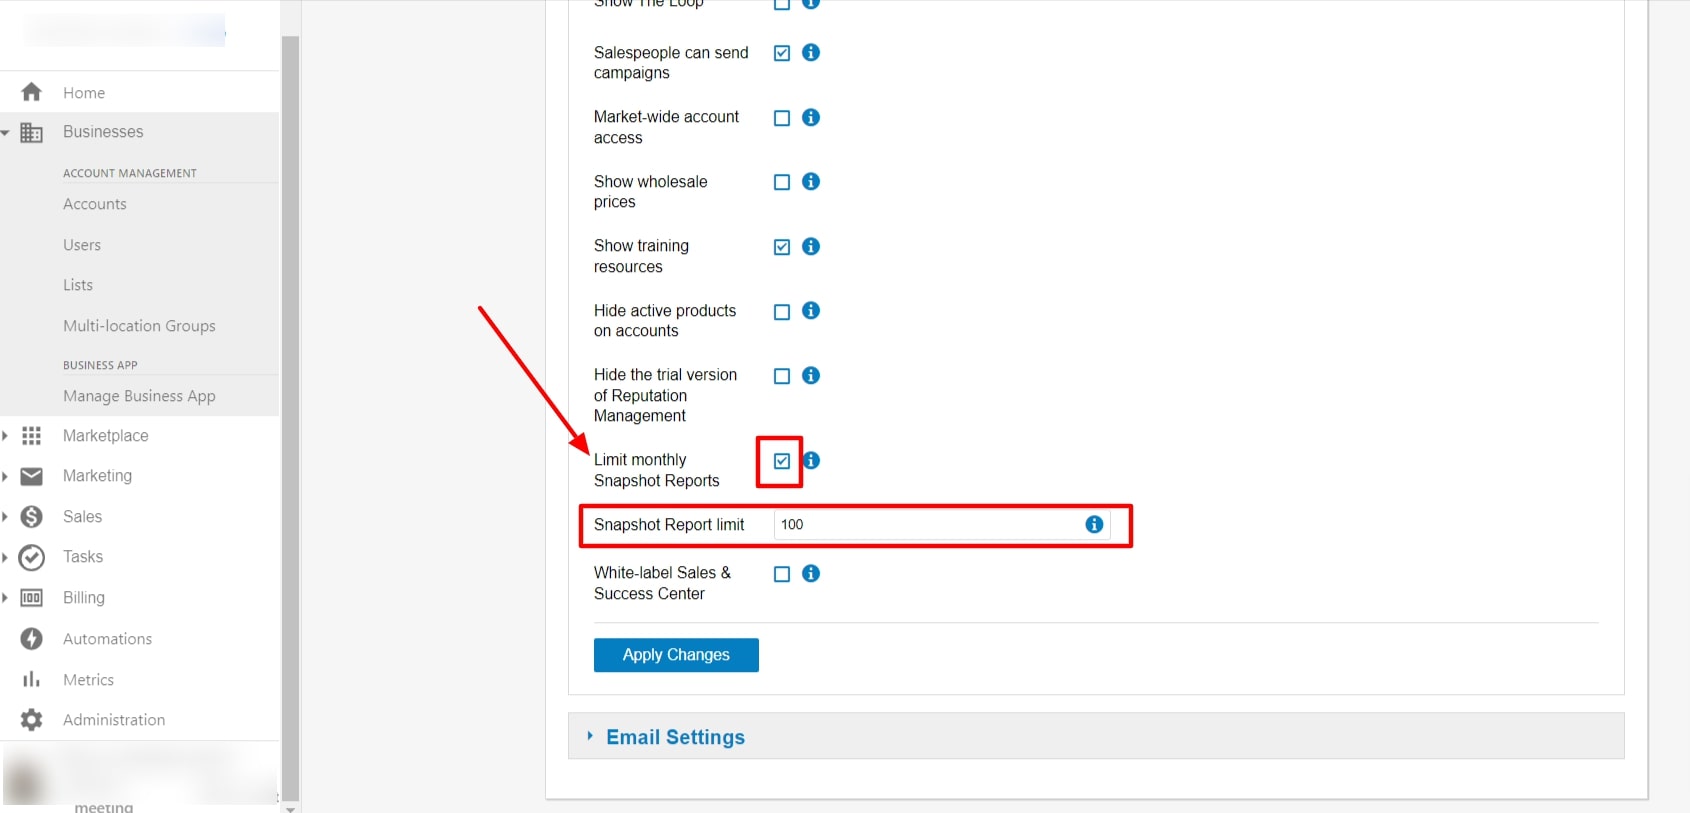 Home
Businesses
ACCOUNT MANAGEMENT
Accounts
Users
Lists
Multi-location Groups
BUSINESS APP
Manage Business App
Marketplace
Marketing
Sales
Tasks
Billing
Automations
Metrics
Administration
meeting
Show The Loop
Salespeople can send
campaigns
Market-wide account
access
Show wholesale
prices
Show training
resources
Hide active products
on accounts
Hide the trial version
of Reputation
Management
Limit monthly
Snapshot Reports
Snapshot Report limit 100
White-label Sales &
Success Center
Apply Changes
Email Settings